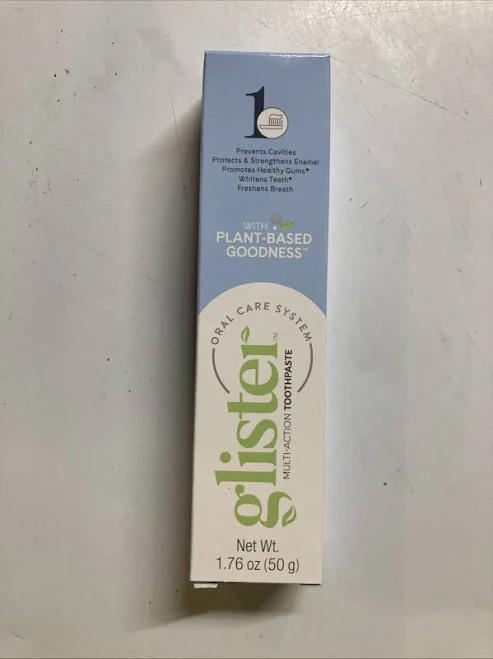 1
Prevents Cavities
Protects & Strengthens Enamel
Promotes Healthy Gums*
Whitens Teeth*
Freshens Breath
WITH
PLANT-BASED
GOODNESS™
ORAL CARE SYSTEM
glister™
MULTI-ACTION TOOTHPASTE
Net Wt.
1.76 oz (50 g)